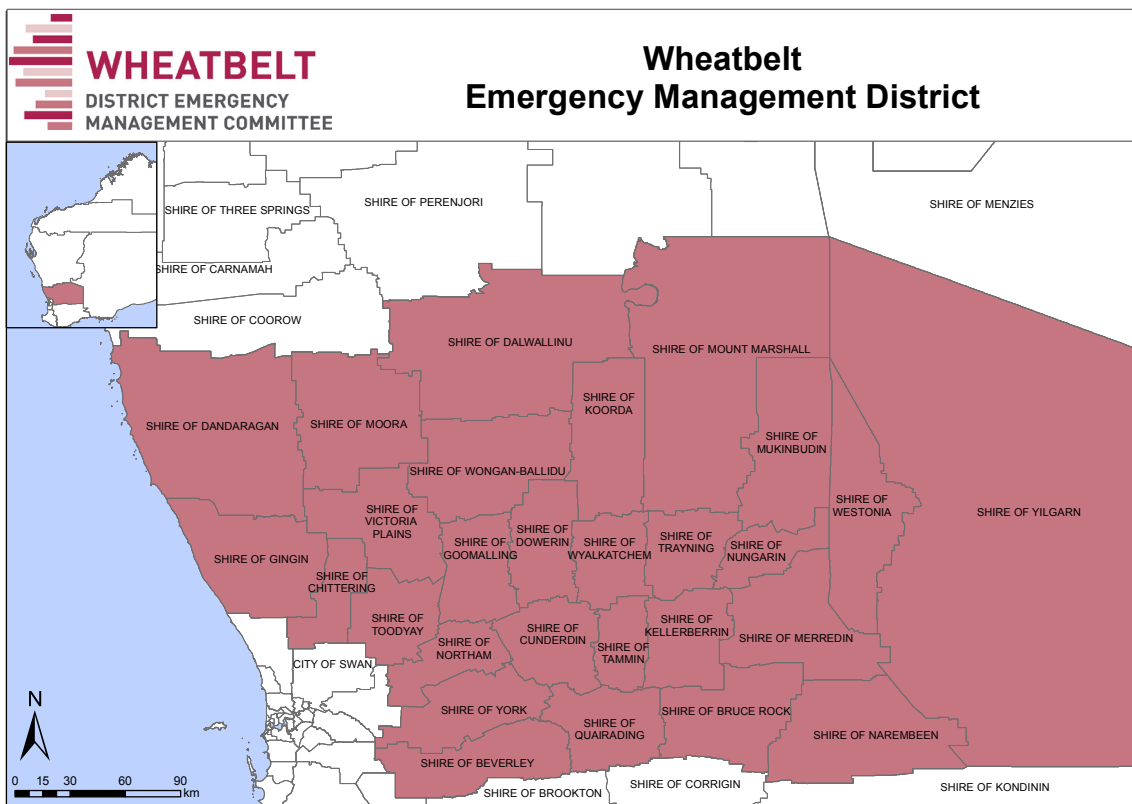 WHEATBELT
DISTRICT EMERGENCY
MANAGEMENT COMMITTEE
Wheatbelt
Emergency Management District
SHIRE OF THREE SPRINGS
SHIRE OF PERENJORI
SHIRE OF MENZIES
SHIRE OF CARNAMAH
SHIRE OF COOROW
SHIRE OF DALWALLINU
SHIRE OF MOUNT MARSHALL
SHIRE OF
KOORDA
SHIRE OF DANDARAGAN
SHIRE OF MOORA
SHIRE OF
MUKINBUDIN
SHIRE OF WONGAN-BALLIDU
SHIRE OF
WESTONIA
SHIRE OF YILGARN
SHIRE OF
VICTORIA
PLAINS
SHIRE OF
GOOMALLING
SHIRE OF
DOWERIN
SHIRE OF
WYALKATCHEM
SHIRE OF
TRAYNING
SHIRE OF
NUNGARIN
SHIRE OF GINGIN
SHIRE OF
CHITTERING
SHIRE OF
TOODYAY
SHIRE OF
NORTHAM
SHIRE OF
CUNDERDIN
SHIRE OF
TAMMIN
SHIRE OF
KELLERBERRIN
SHIRE OF MERREDIN
CITY OF SWAN
SHIRE OF YORK
SHIRE OF
QUAIRADING
SHIRE OF BRUCE ROCK
SHIRE OF NAREMBEEN
SHIRE OF BEVERLEY
SHIRE OF BROOKTON
SHIRE OF CORRIGIN
SHIRE OF KONDININ
N
0 15 30 60 90
km